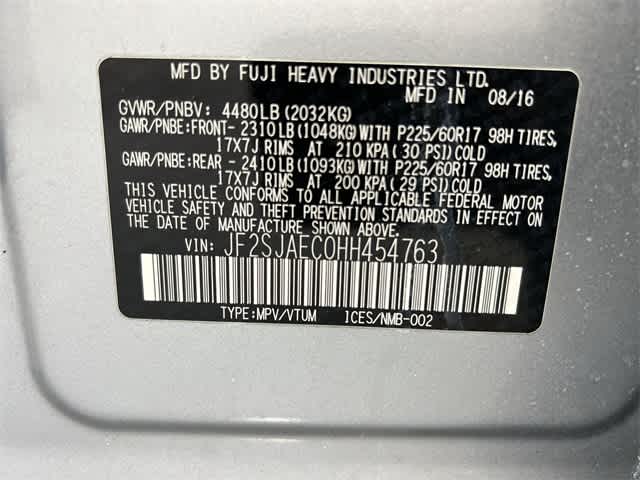 MFD BY FUJI HEAVY INDUSTRIES LTD.
MFD IN 08/16
GVWR/PNBV: 4480LB(2032KG)
GAWR/PNBE:FRONT- 2310LB(1048KG)WITH P225/60R17 98H TIRES,
17X7J RIMS AT 210 KPA(30 PSI)COLD
GAWR/PNBE:REAR - 2410LB(1093KG)WITH P225/60R17 98H TIRES,
17X7J RIMS AT 200 KPA(29 PSI)COLD
THIS VEHICLE CONFORMS TO ALL APPLICABLE FEDERAL MOTOR
VEHICLE SAFETY AND THEFT PREVENTION STANDARDS IN EFFECT ON
THE DATE OF MANUFACTURE SHOWN ABOVE.
VIN: JF2SJAEC0HH454763
TYPE:MPV/VTUM ICES/NMB-002